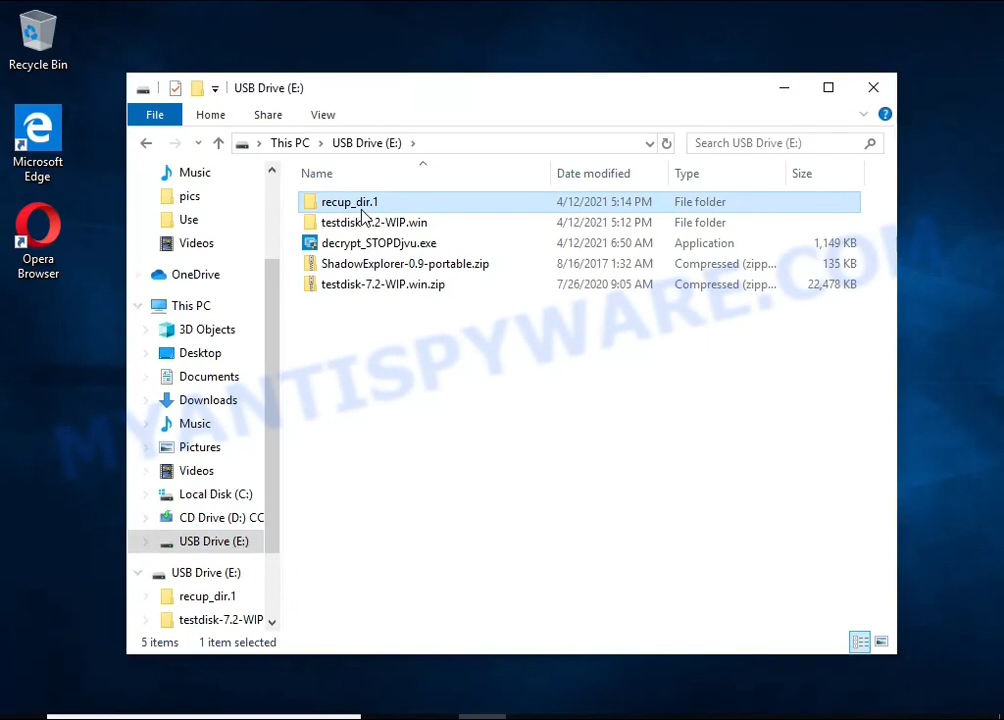 Recycle Bin
Microsoft
Edge
Opera
Browser
USB Drive (E:)
File Home Share View
This PC USB Drive (E:)
Search USB Drive (E:)
Name Date modified Type Size
Music
pics
Use
Videos
OneDrive
This PC
3D Objects
Desktop
Documents
Downloads
Music
Pictures
Videos
Local Disk (C:)
CD Drive (D:) CC
USB Drive (E:)
USB Drive (E:)
recup_dir.1
testdisk-7.2-WIP
recup_dir.1 4/12/2021 5:14 PM File folder
testdisk-7.2-WIP.win 4/12/2021 5:12 PM File folder
decrypt_STOPDjvu.exe 4/12/2021 6:50 AM Application 1,149 KB
ShadowExplorer-0.9-portable.zip 8/16/2017 1:32 AM Compressed (zipp... 135 KB
testdisk-7.2-WIP.win.zip 7/26/2020 9:05 AM Compressed (zipp... 22,478 KB
MYANTISPYWARE.COM
5 items 1 item selected